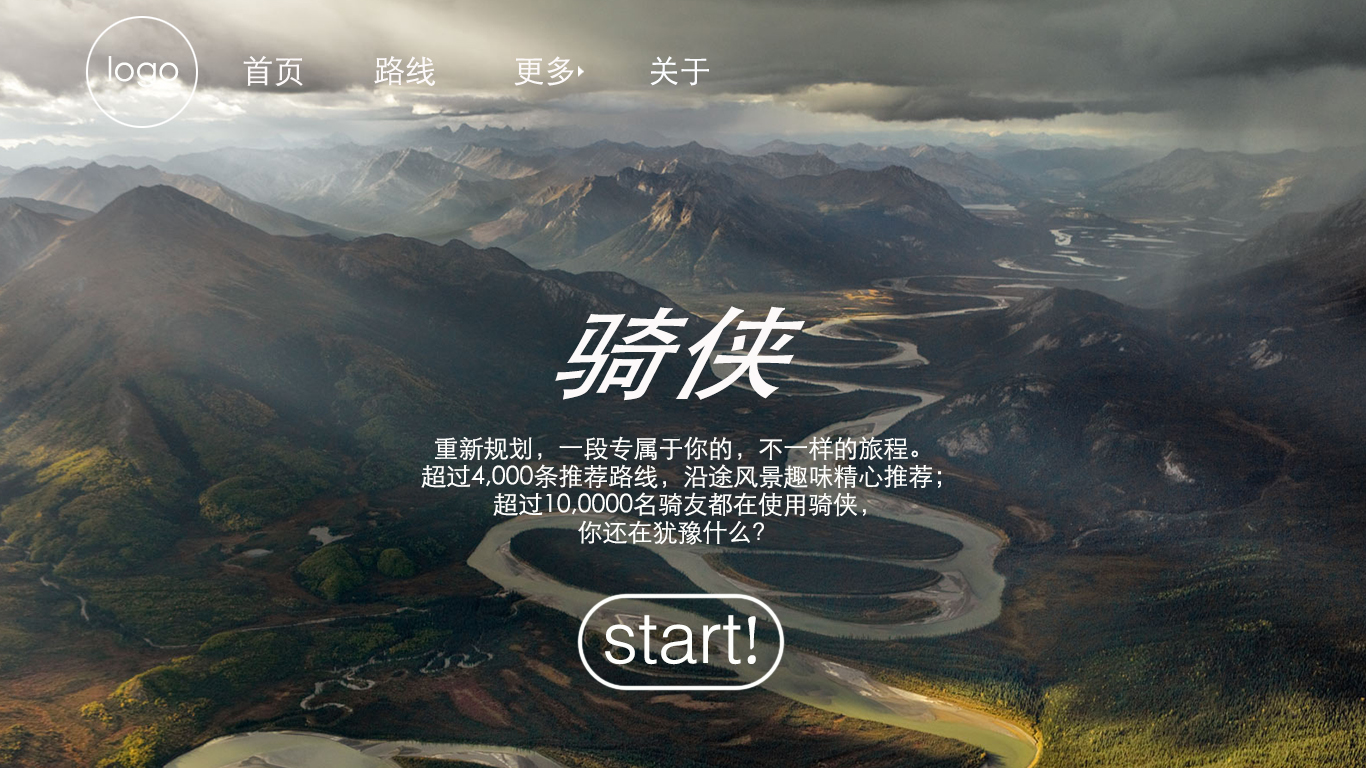 logo 首页 路线 更多 关于
骑侠
重新规划，一段专属于你的，不一样的旅程。
超过4,000条推荐路线，沿途风景趣味精心推荐；
超过10,0000名骑友都在使用骑侠，
你还在犹豫什么？
start!